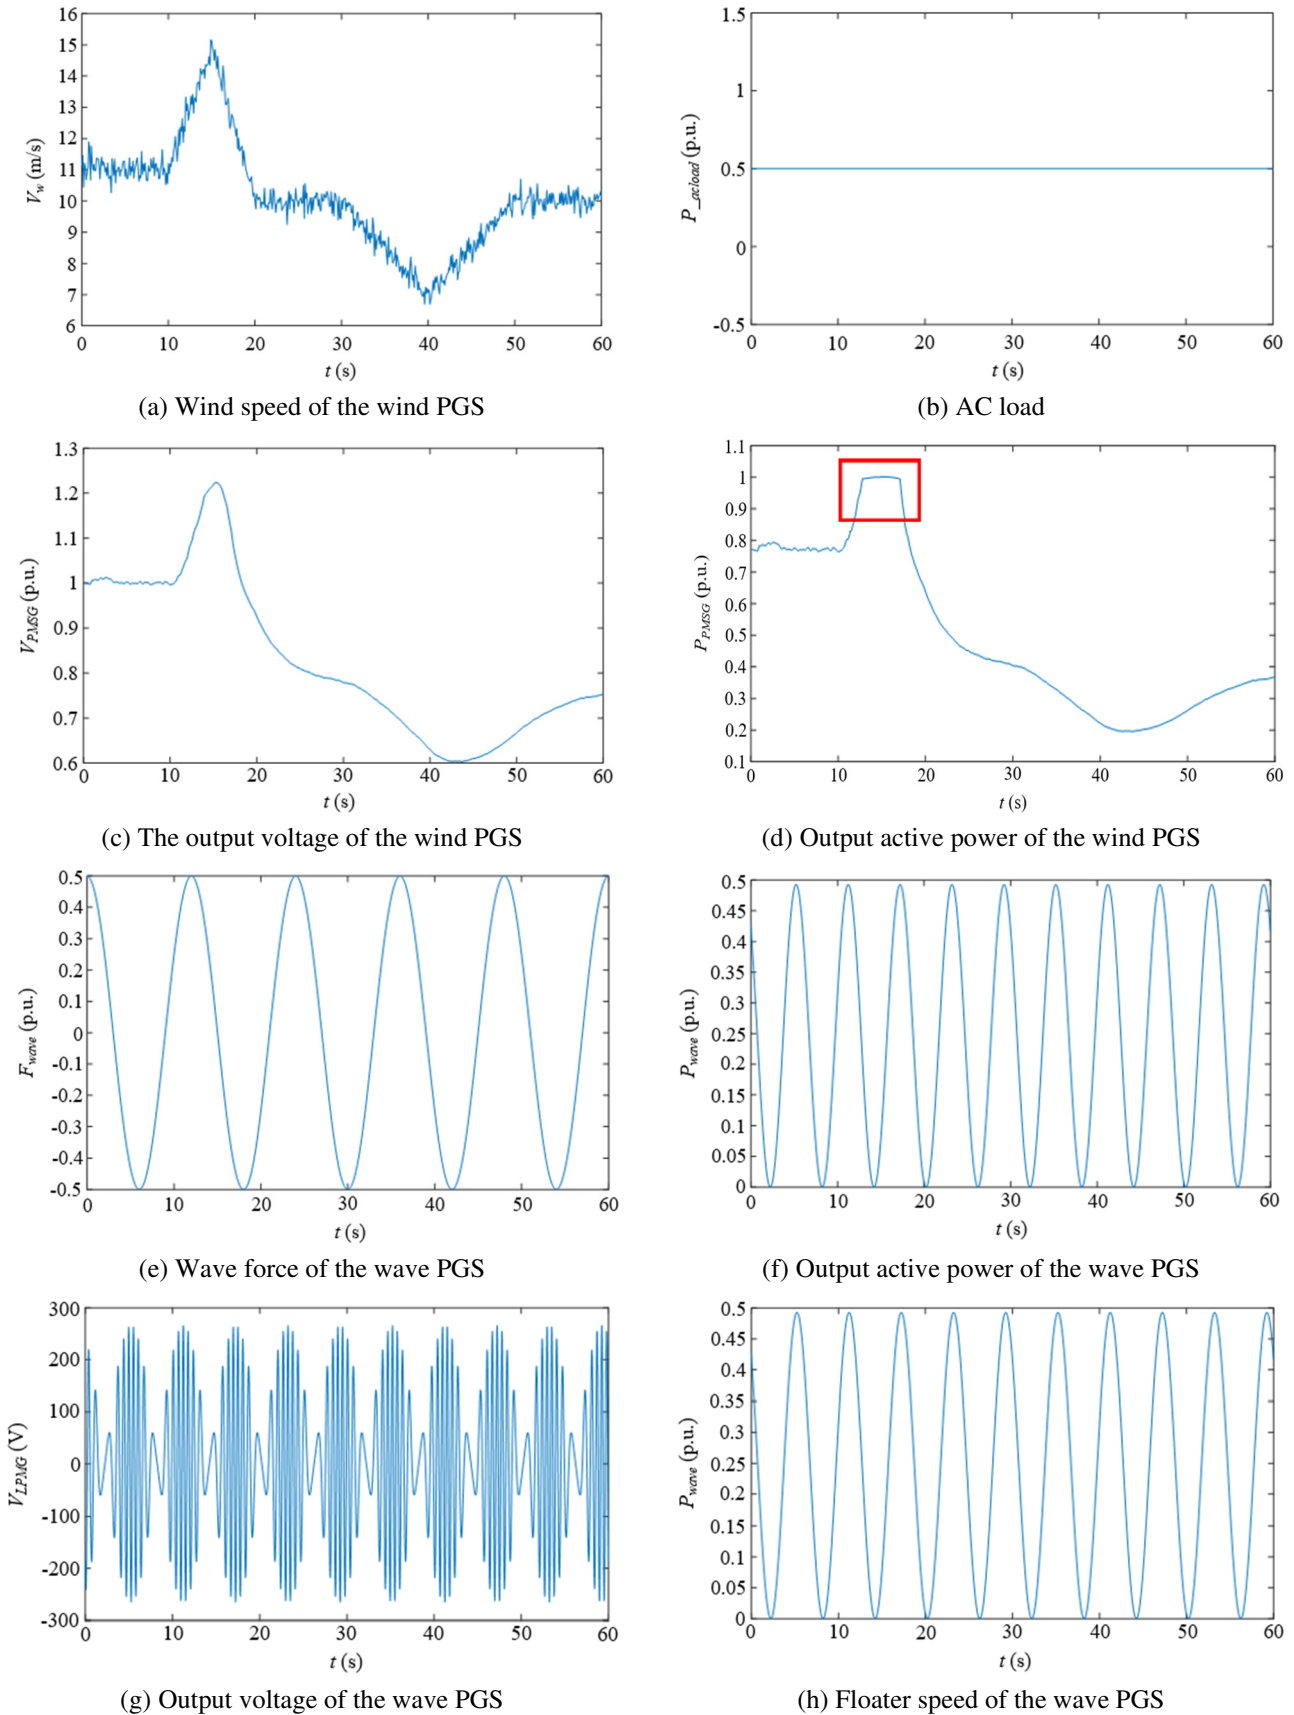 16
15
14
13
12
11
10
9
8
7
6
V_w (m/s)
0 10 20 30 40 50 60
t (s)
(a) Wind speed of the wind PGS
1.5
1
0.5
0
-0.5
P_acload (p.u.)
0 10 20 30 40 50 60
t (s)
(b) AC load
1.3
1.2
1.1
1
0.9
0.8
0.7
0.6
V_PMSG (p.u.)
0 10 20 30 40 50 60
t (s)
(c) The output voltage of the wind PGS
1.1
1
0.9
0.8
0.7
0.6
0.5
0.4
0.3
0.2
0.1
P_PMSG (p.u.)
0 10 20 30 40 50 60
t (s)
(d) Output active power of the wind PGS
0.5
0.4
0.3
0.2
0.1
0
-0.1
-0.2
-0.3
-0.4
-0.5
F_wave (p.u.)
0 10 20 30 40 50 60
t (s)
(e) Wave force of the wave PGS
0.5
0.45
0.4
0.35
0.3
0.25
0.2
0.15
0.1
0.05
0
P_wave (p.u.)
0 10 20 30 40 50 60
t (s)
(f) Output active power of the wave PGS
300
200
100
0
-100
-200
-300
V_LPMG (V)
0 10 20 30 40 50 60
t (s)
(g) Output voltage of the wave PGS
0.5
0.45
0.4
0.35
0.3
0.25
0.2
0.15
0.1
0.05
0
P_wave (p.u.)
0 10 20 30 40 50 60
t (s)
(h) Floater speed of the wave PGS